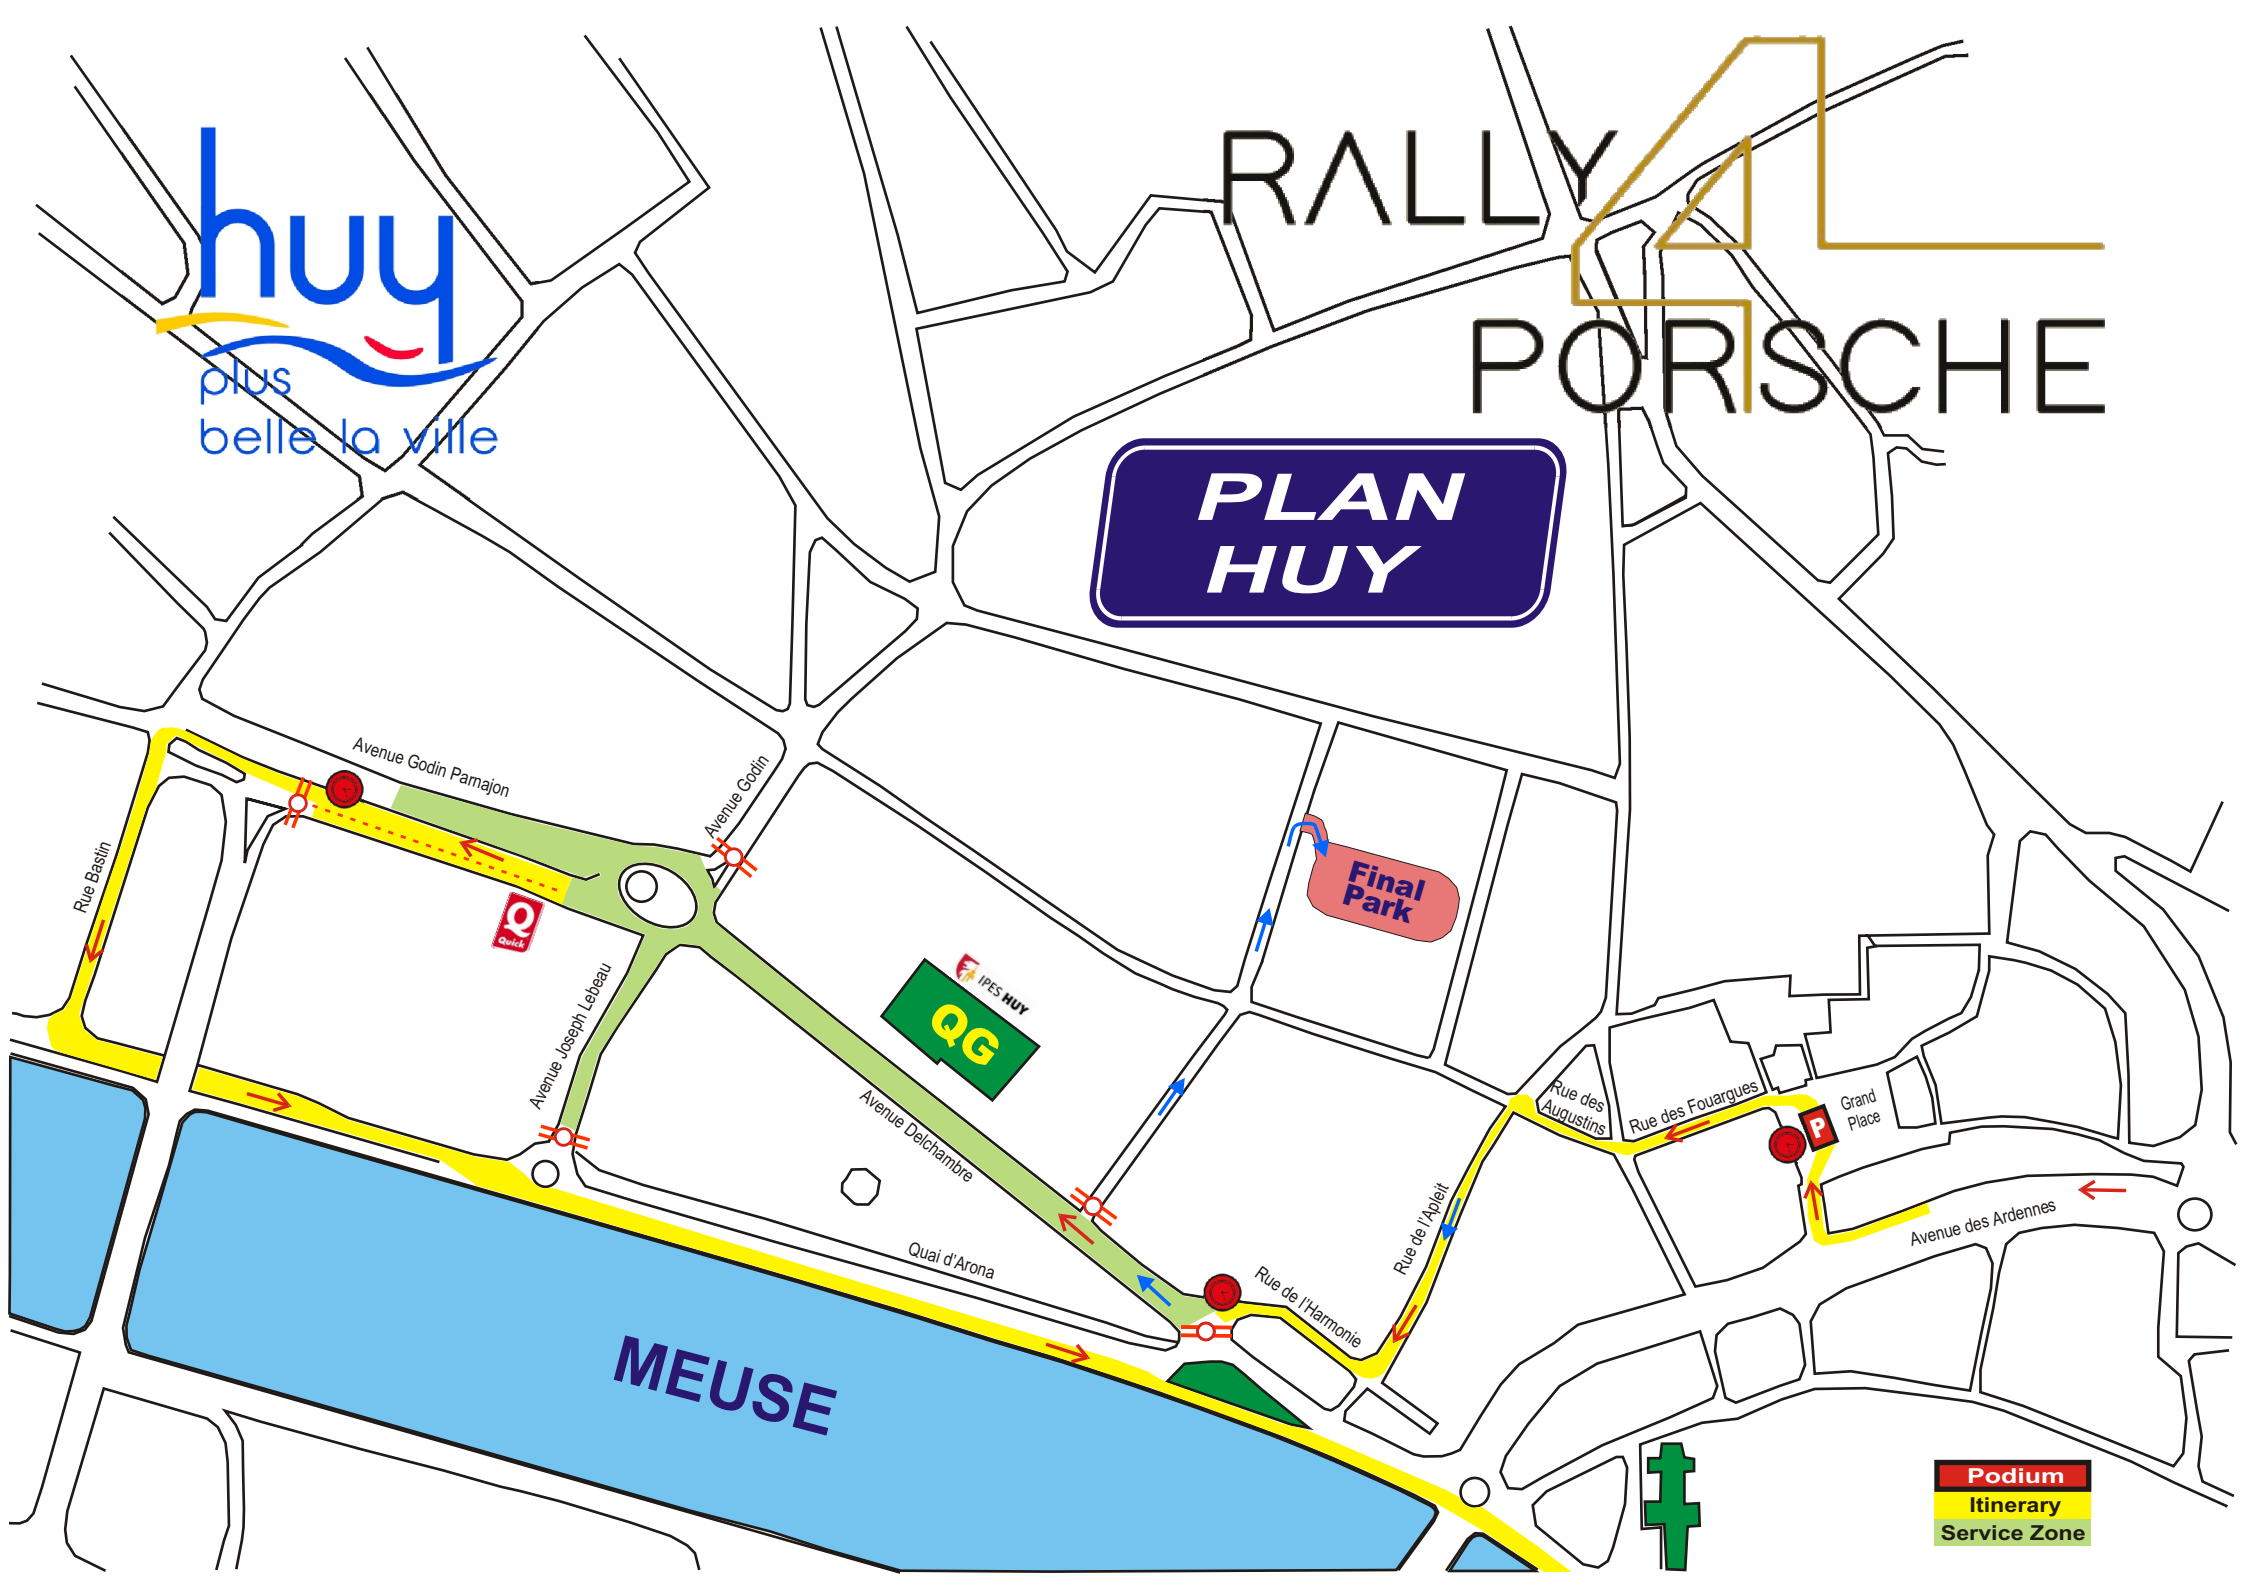 huy
plus
belle la ville
RALLY
4
PORSCHE
PLAN
HUY
Avenue Godin Parnajon
Avenue Godin
Rue Bastin
Q
Quick
Final
Park
IPES HUY
QG
Avenue Joseph Lebeau
Avenue Delchambre
Quai d'Arona
Rue de l'Harmonie
Rue de l'Apleit
Rue des
Augustins
Rue des Fouargues
P
Grand
Place
Avenue des Ardennes
MEUSE
Podium
Itinerary
Service Zone